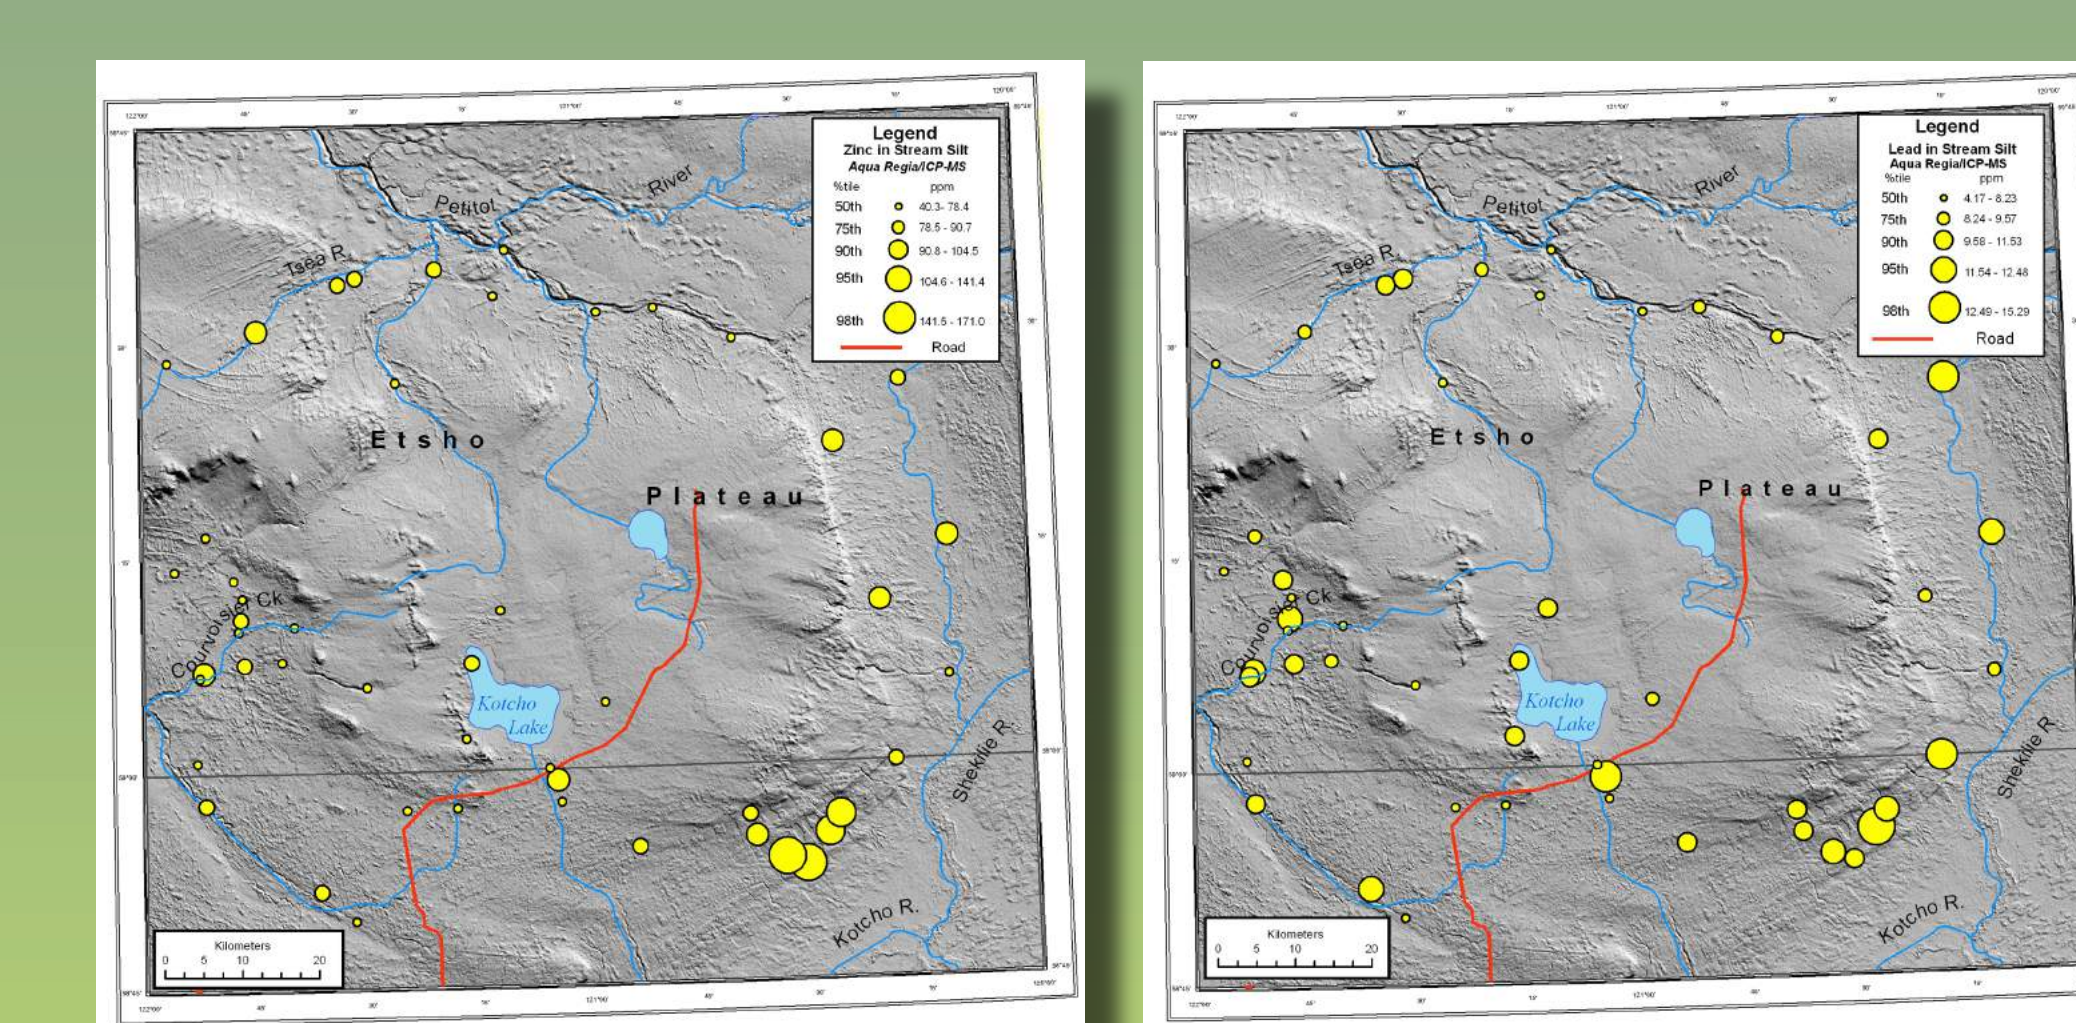 Legend
Zinc in Stream Silt
Aqua Regia/ICP-MS
%tile ppm
50th 40.3- 78.4
75th 78.5 - 90.7
90th 90.8 - 104.5
95th 104.6 - 141.4
98th 141.5 - 171.0
Road
Petitot
River
Tsea R.
Etsho
Plateau
Courvoisier Ck
Kotcho
Lake
Shekilie R.
Kotcho R.
Kilometers
0 5 10 20
Legend
Lead in Stream Silt
Aqua Regia/ICP-MS
%tile ppm
50th 4.17 - 8.23
75th 8.24 - 9.57
90th 9.58 - 11.53
95th 11.54 - 12.48
98th 12.49 - 15.29
Road
Petitot
River
Tsea R.
Etsho
Plateau
Courvoisier Ck
Kotcho
Lake
Shekilie R
Kotcho R.
Kilometers
0 5 10 20